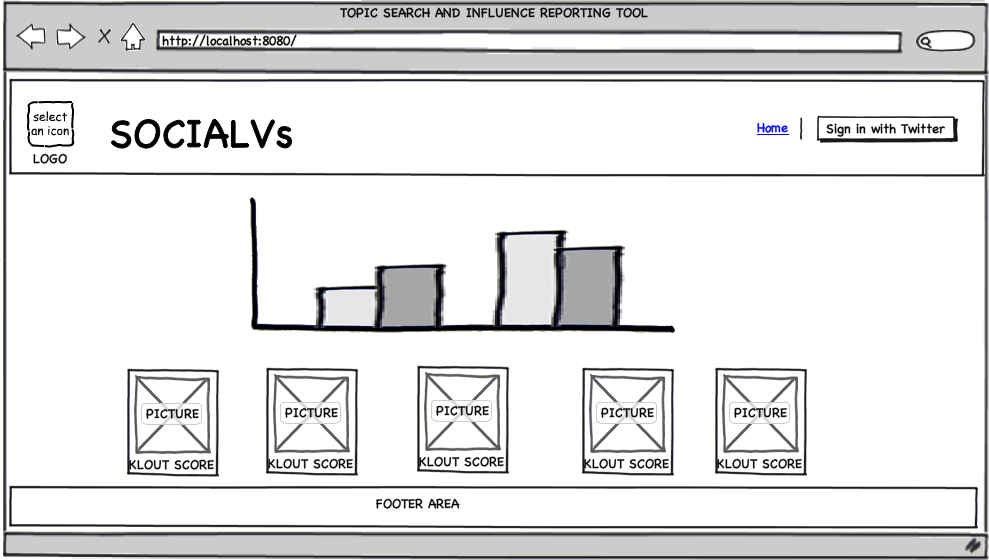 TOPIC SEARCH AND INFLUENCE REPORTING TOOL
http://localhost:8080/
select
an icon
LOGO
SOCIALVs
Home
Sign in with Twitter
PICTURE
KLOUT SCORE
PICTURE
KLOUT SCORE
PICTURE
KLOUT SCORE
PICTURE
KLOUT SCORE
PICTURE
KLOUT SCORE
FOOTER AREA